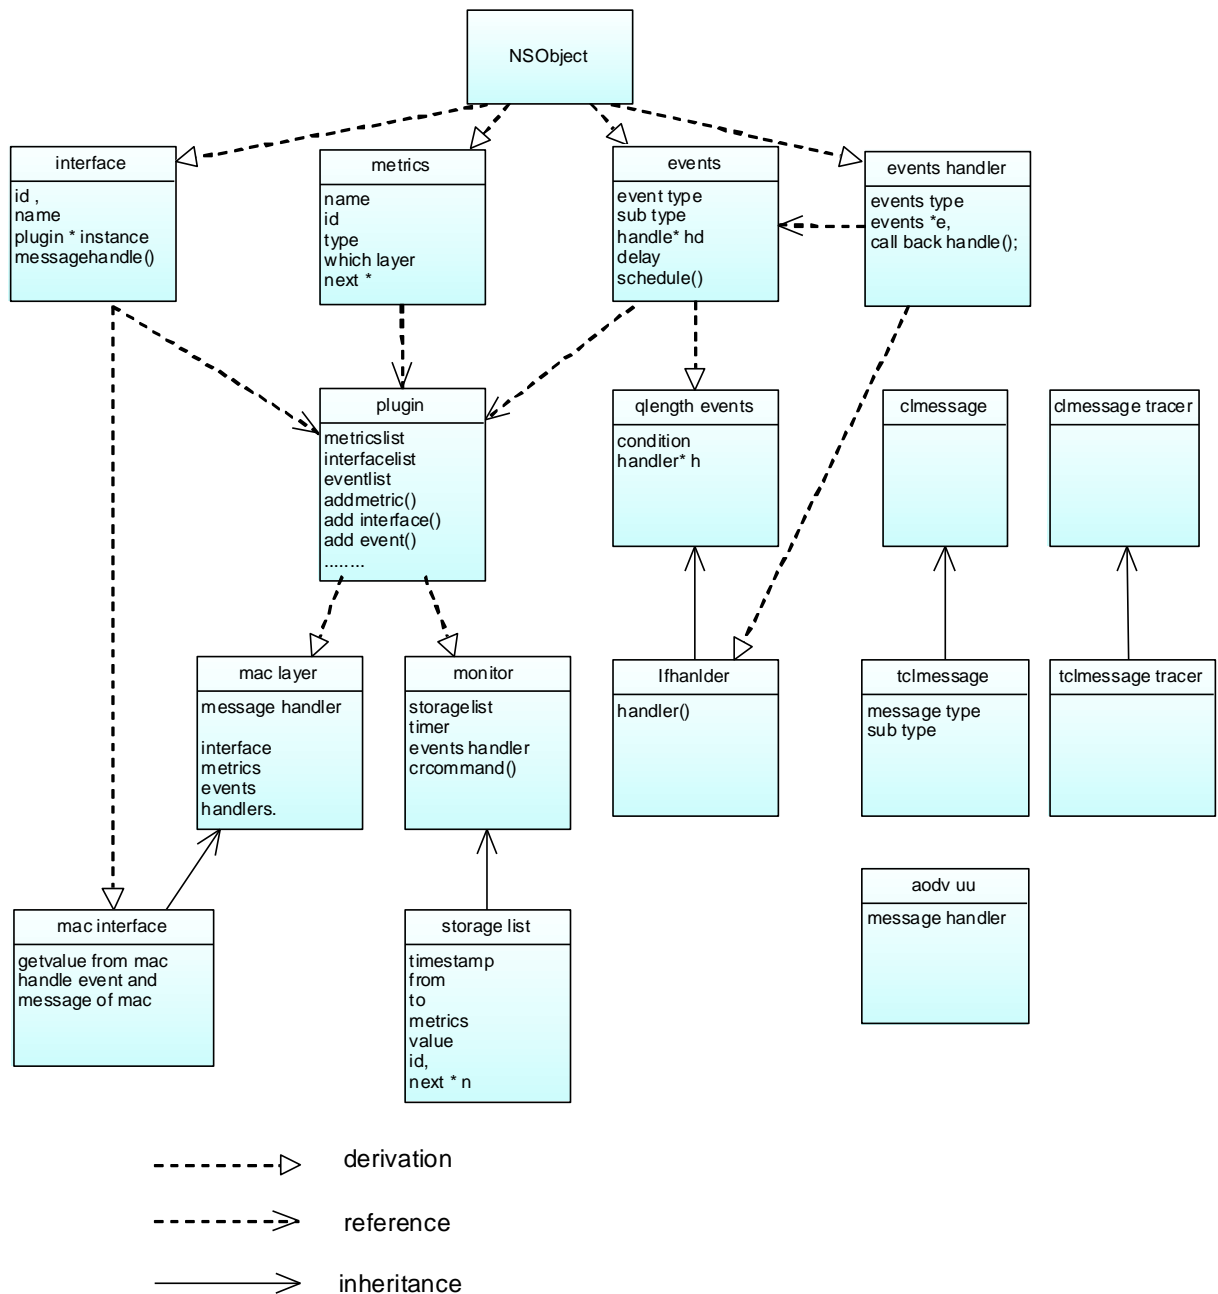 NSObject
interface
id ,
name
plugin * instance
messagehandle()
metrics
name
id
type
which layer
next *
events
event type
sub type
handle* hd
delay
schedule()
events handler
events type
events *e,
call back handle();
plugin
metricslist
interfacelist
eventlist
addmetric()
add interface()
add event()
........
qlength events
condition
handler* h
clmessage
clmessage tracer
mac layer
message handler
interface
metrics
events
handlers.
monitor
storagelist
timer
events handler
crcommand()
lfhanlder
handler()
tclmessage
message type
sub type
tclmessage tracer
mac interface
getvalue from mac
handle event and
message of mac
storage list
timestamp
from
to
metrics
value
id,
next * n
aodv uu
message handler
derivation
reference
inheritance